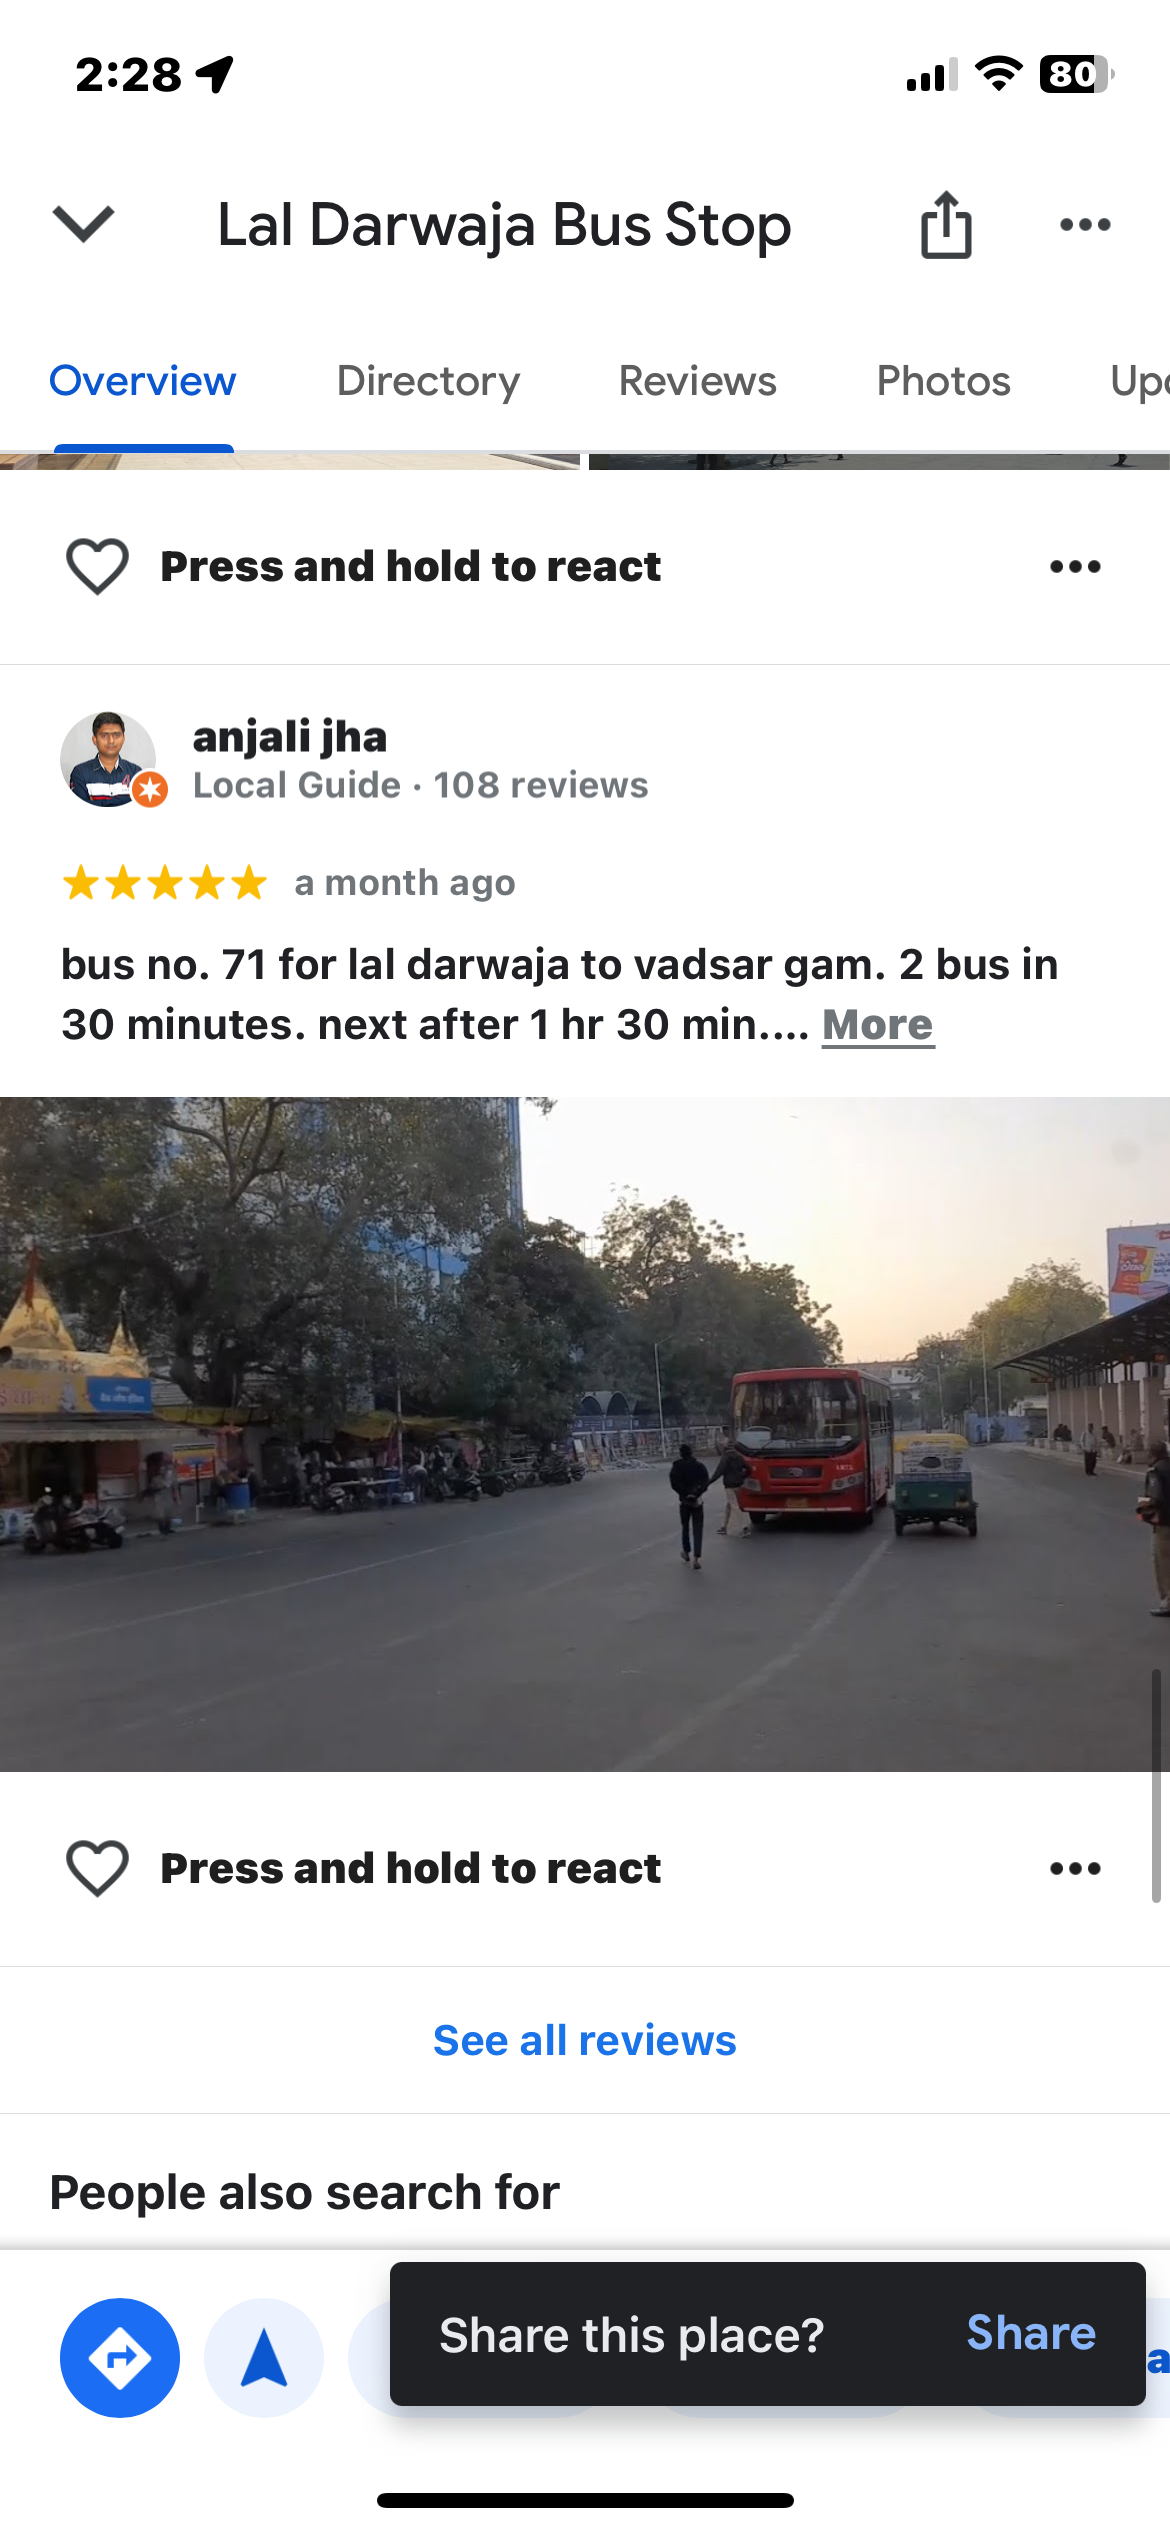 2:28
80
Lal Darwaja Bus Stop
Overview Directory Reviews Photos
Press and hold to react
anjali jha
Local Guide · 108 reviews
a month ago
bus no. 71 for lal darwaja to vadsar gam. 2 bus in
30 minutes. next after 1 hr 30 min.... More
Press and hold to react
See all reviews
People also search for
Share this place? Share